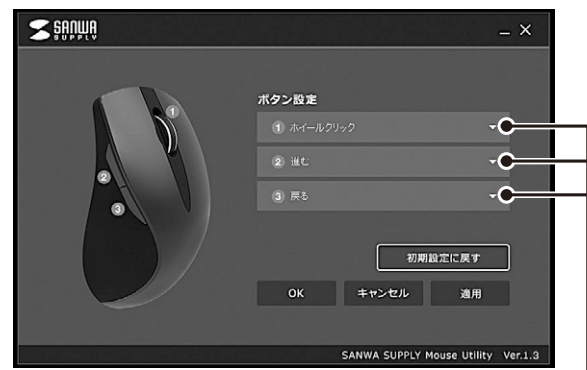 SANWA
SUPPLY
ボタン設定
1 ホイールクリック
2 進む
3 戻る
1
2
3
初期設定に戻す
OK キャンセル 適用
SANWA SUPPLY Mouse Utility Ver.1.3